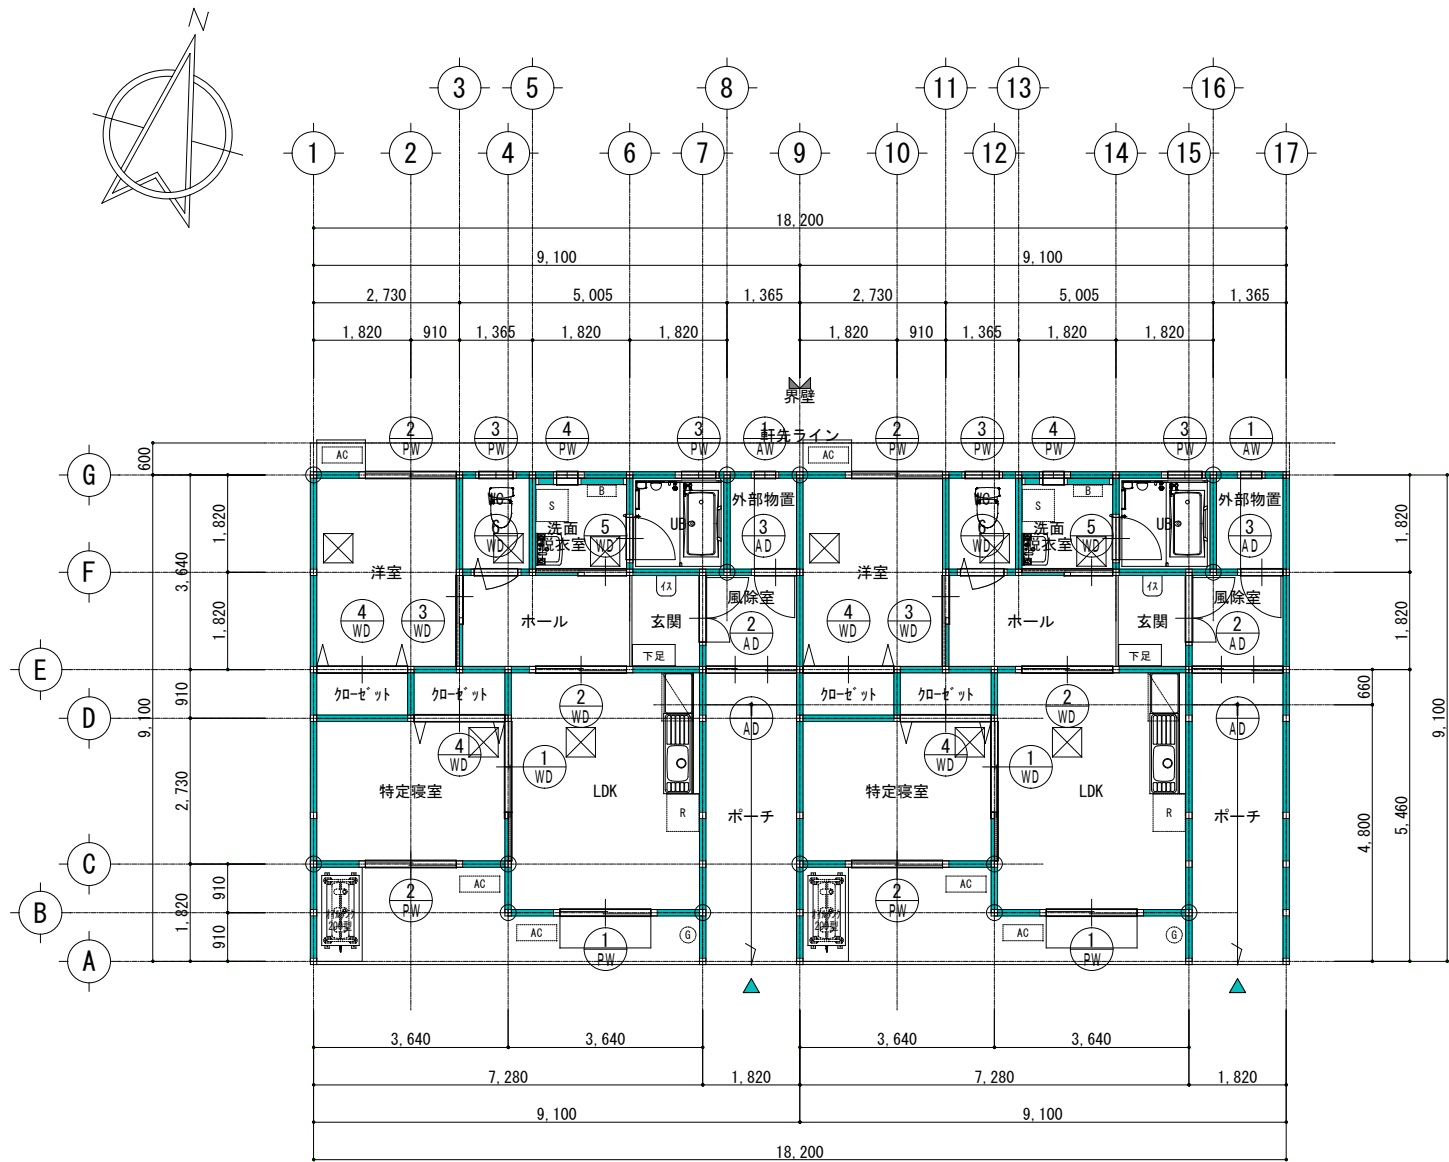 N
3 5 8 11 13 16
1 2 4 6 7 9 10 12 14 15 17
18,200
9,100 9,100
2,730 5,005 1,365 2,730 5,005 1,365
1,820 910 1,365 1,820 1,820 1,820 910 1,365 1,820 1,820
界壁
軒先ライン
2 PW 3 PW 4 PW 3 PW 1 AW 2 PW 3 PW 4 PW 3 PW 1 AW
600
AC AC
G
B 外部物置 B 外部物置
S UB S UB
洗面 洗面
脱衣室 脱衣室
6 WD 5 WD 3 AD 6 WD 5 WD 3 AD
1,820 3,640 1,820
1,820 1,820
F
洋室 洋室
イス 風除室 イス 風除室
4 WD 3 WD ホール 玄関 2 AD 4 WD 3 WD ホール 玄関 2 AD
下足 下足
E
クローゼット クローゼット クローゼット クローゼット
2 WD 2 WD
910 660
D
1 AD 1 AD
9,100 9,100
4 WD 1 WD 4 WD 1 WD
2,730
特定寝室 LDK 特定寝室 LDK
R ポーチ R ポーチ
4,800 5,460
C
AC AC
2 PW 2 PW
910 1,820 910
B
AC G AC G
1 PW 1 PW
A
3,640 3,640 3,640 3,640
7,280 1,820 7,280 1,820
9,100 9,100
18,200